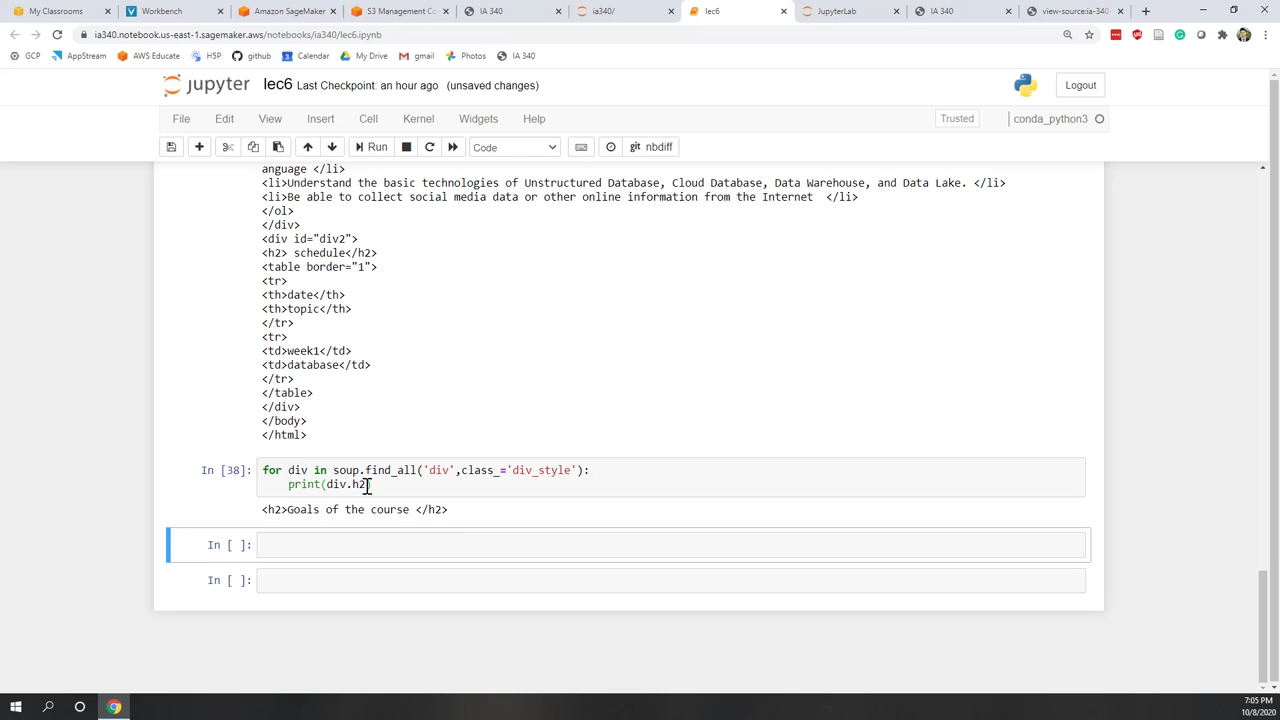 My Classrooms
Workbench
Amazon SageMaker
S3 Management Co
IA 340
ia340/
lec6
JupyterLab
IA 340
view-source:ia-340
ia340.notebook.us-east-1.sagemaker.aws/notebooks/ia340/lec6.ipynb
GCP
AppStream
AWS Educate
H5P
github
Calendar
My Drive
gmail
Photos
IA 340
jupyter lec6 Last Checkpoint: an hour ago (unsaved changes)
Logout
File Edit View Insert Cell Kernel Widgets Help
Trusted
conda_python3
Run
Code
git nbdiff
anguage </li>
<li>Understand the basic technologies of Unstructured Database, Cloud Database, Data Warehouse, and Data Lake. </li>
<li>Be able to collect social media data or other online information from the Internet  </li>
</ol>
</div>
<div id="div2">
<h2> schedule</h2>
<table border="1">
<tr>
<th>date</th>
<th>topic</th>
</tr>
<tr>
<td>week1</td>
<td>database</td>
</tr>
</table>
</div>
</body>
</html>
In [38]: for div in soup.find_all('div',class_='div_style'):
print(div.h2)
<h2>Goals of the course </h2>
In [ ]:
In [ ]:
7:05 PM
10/8/2020